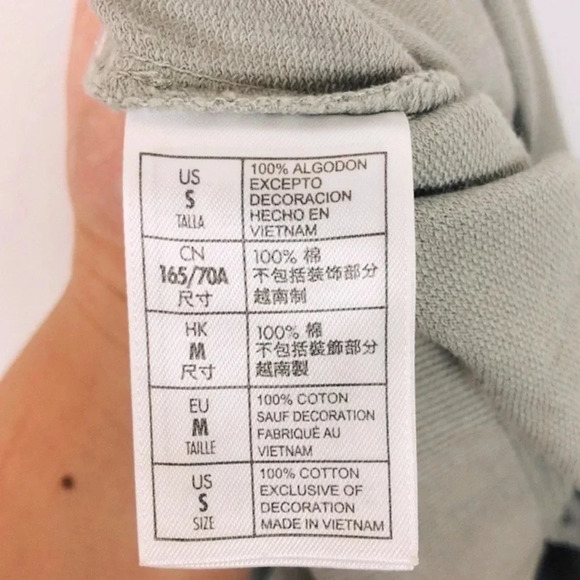 US
S
TALLA
100% ALGODON
EXCEPTO
DECORACION
HECHO EN
VIETNAM
CN
165/70A
尺寸
100% 棉
不包括装饰部分
越南制
HK
M
尺寸
100% 棉
不包括裝飾部分
越南製
EU
M
TAILLE
100% COTON
SAUF DECORATION
FABRIQUÉ AU
VIETNAM
US
S
SIZE
100% COTTON
EXCLUSIVE OF
DECORATION
MADE IN VIETNAM